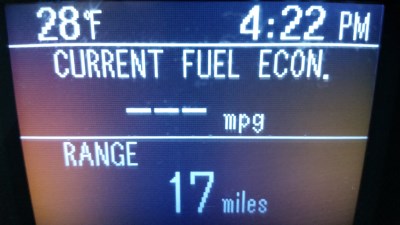 28°F 4:22 PM
CURRENT FUEL ECON.
--- mpg
RANGE
17 miles